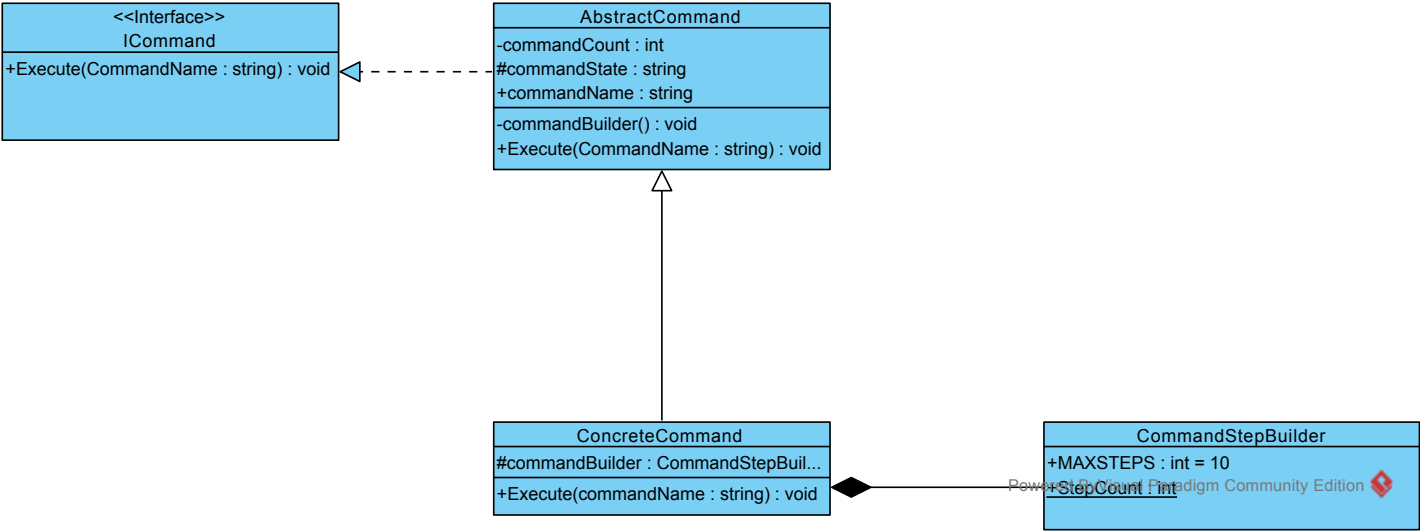 <<Interface>>
ICommand
+Execute(CommandName : string) : void
AbstractCommand
-commandCount : int
#commandState : string
+commandName : string
-commandBuilder() : void
+Execute(CommandName : string) : void
ConcreteCommand
#commandBuilder : CommandStepBuil...
+Execute(commandName : string) : void
CommandStepBuilder
+MAXSTEPS : int = 10
+StepCount : int
Powered By Visual Paradigm Community Edition